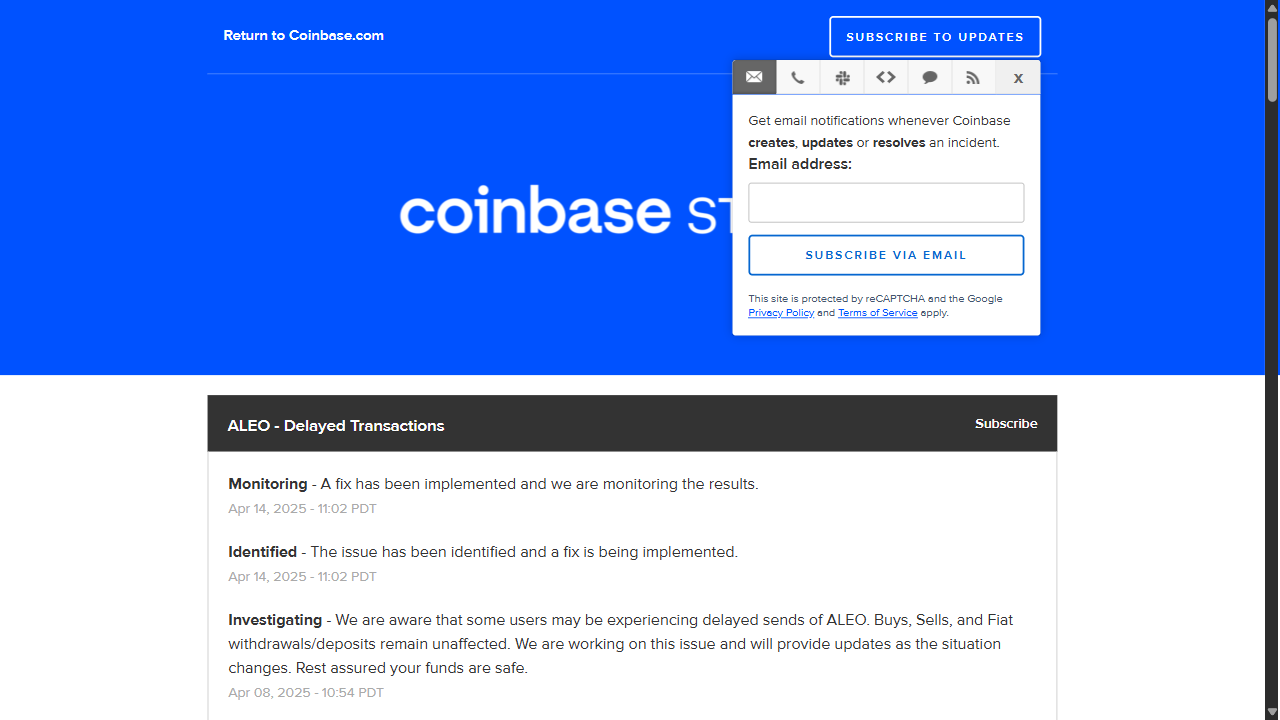 Return to Coinbase.com
SUBSCRIBE TO UPDATES
x
Get email notifications whenever Coinbase
creates, updates or resolves an incident.
Email address:
SUBSCRIBE VIA EMAIL
This site is protected by reCAPTCHA and the Google
Privacy Policy and Terms of Service apply.
coinbase ST
ALEO - Delayed Transactions
Subscribe
Monitoring - A fix has been implemented and we are monitoring the results.
Apr 14, 2025 - 11:02 PDT
Identified - The issue has been identified and a fix is being implemented.
Apr 14, 2025 - 11:02 PDT
Investigating - We are aware that some users may be experiencing delayed sends of ALEO. Buys, Sells, and Fiat
withdrawals/deposits remain unaffected. We are working on this issue and will provide updates as the situation
changes. Rest assured your funds are safe.
Apr 08, 2025 - 10:54 PDT